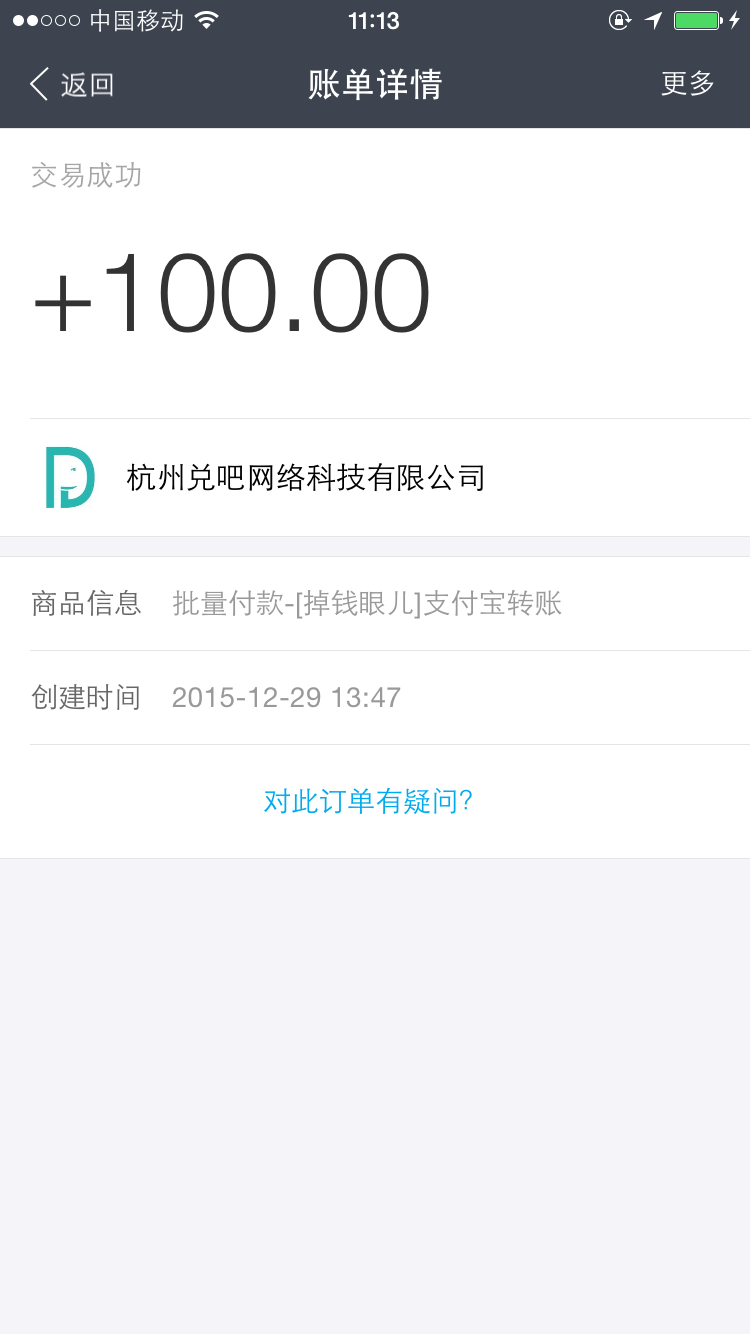 中国移动 11:13
返回 账单详情 更多
交易成功
+100.00
杭州兑吧网络科技有限公司
商品信息 批量付款-[掉钱眼儿]支付宝转账
创建时间 2015-12-29 13:47
对此订单有疑问?